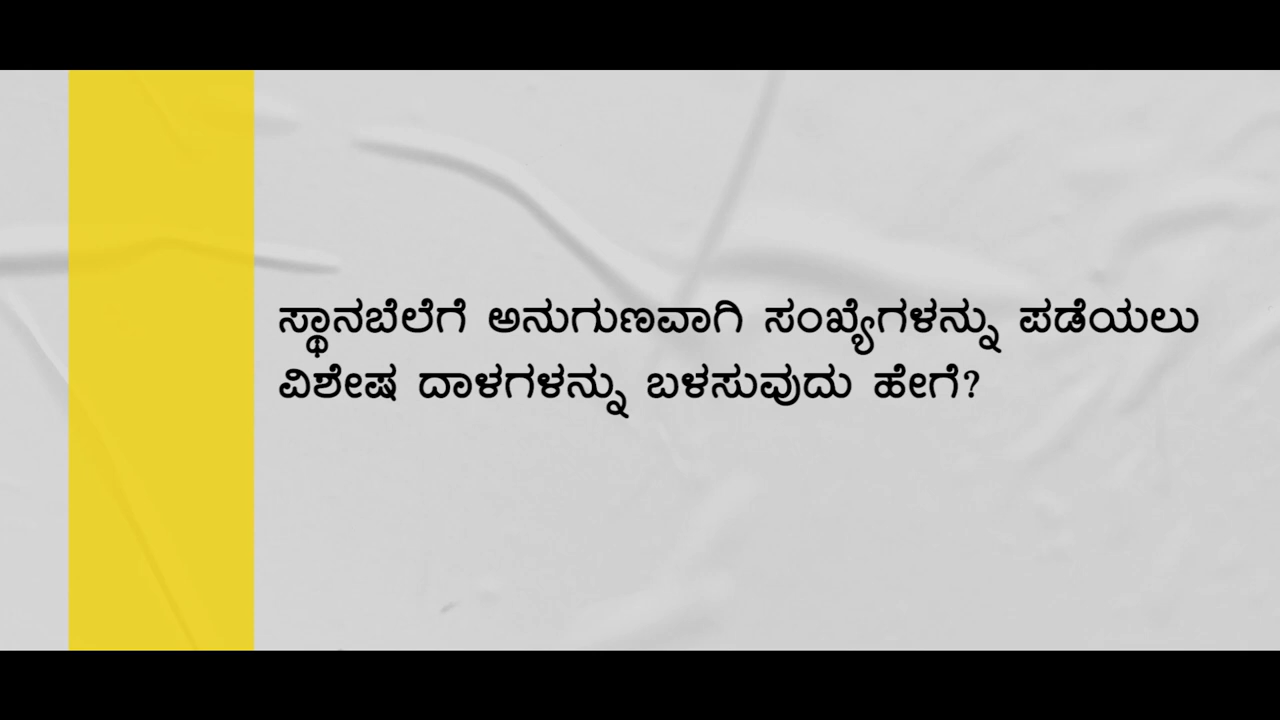 ಸ್ಥಾನಬೆಲೆಗೆ ಅನುಗುಣವಾಗಿ ಸಂಖ್ಯೆಗಳನ್ನು ಪಡೆಯಲು
ವಿಶೇಷ ದಾಳಗಳನ್ನು ಬಳಸುವುದು ಹೇಗೆ?